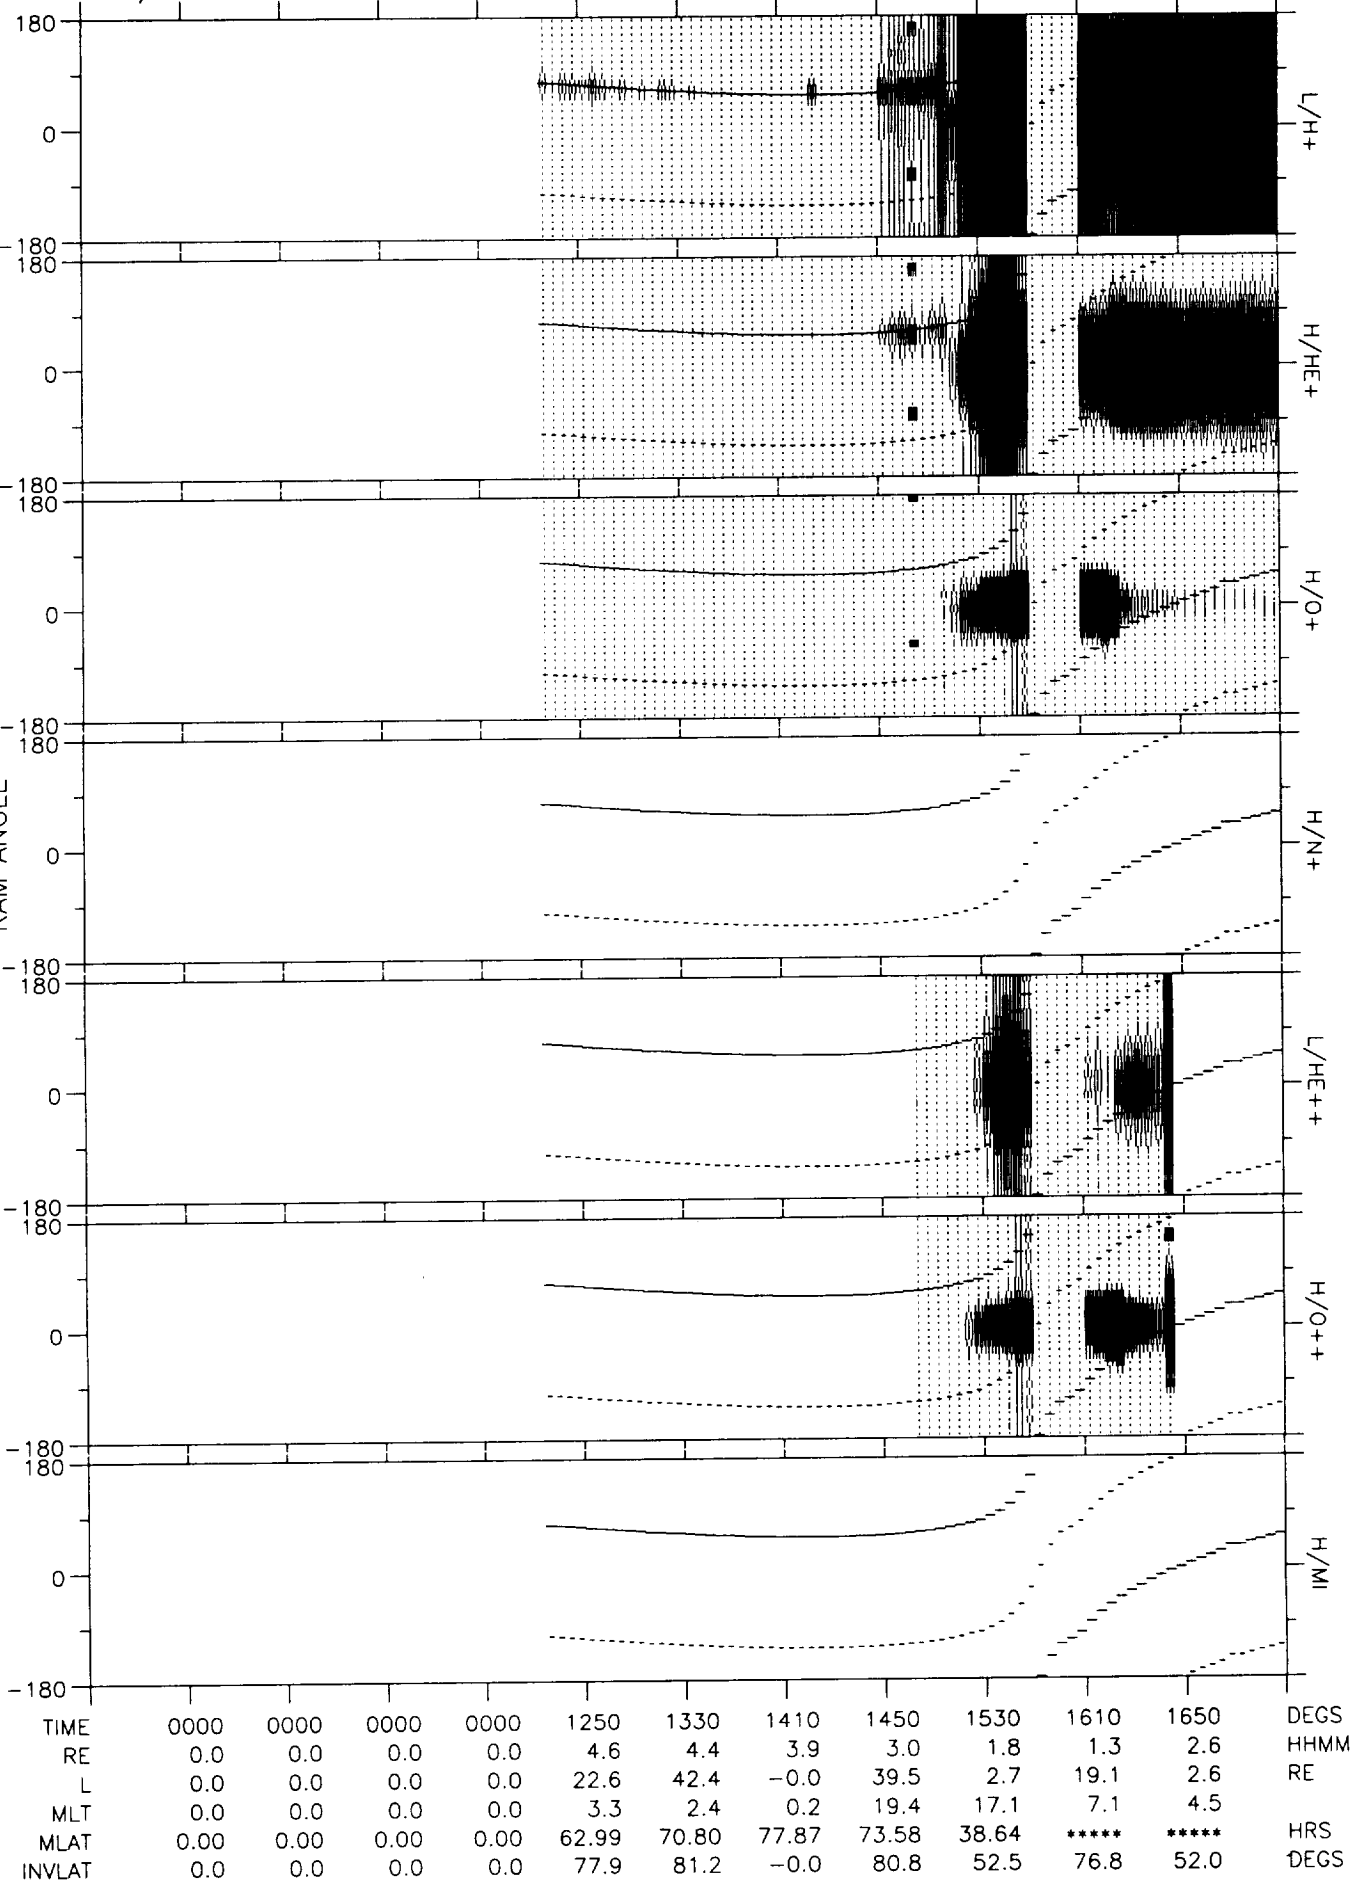 180
0
-180
L/H+
180
0
-180
H/HE+
180
0
-180
H/O+
180
0
-180
H/N+
RAM ANGLE
180
0
-180
L/HE++
180
0
-180
H/O++
180
0
-180
H/MI
TIME 0000 0000 0000 0000 1250 1330 1410 1450 1530 1610 1650 DEGS
RE 0.0 0.0 0.0 0.0 4.6 4.4 3.9 3.0 1.8 1.3 2.6 HHMM
L 0.0 0.0 0.0 0.0 22.6 42.4 -0.0 39.5 2.7 19.1 2.6 RE
MLT 0.0 0.0 0.0 0.0 3.3 2.4 0.2 19.4 17.1 7.1 4.5
MLAT 0.00 0.00 0.00 0.00 62.99 70.80 77.87 73.58 38.64 ***** ***** HRS
INVLAT 0.0 0.0 0.0 0.0 77.9 81.2 -0.0 80.8 52.5 76.8 52.0 DEGS